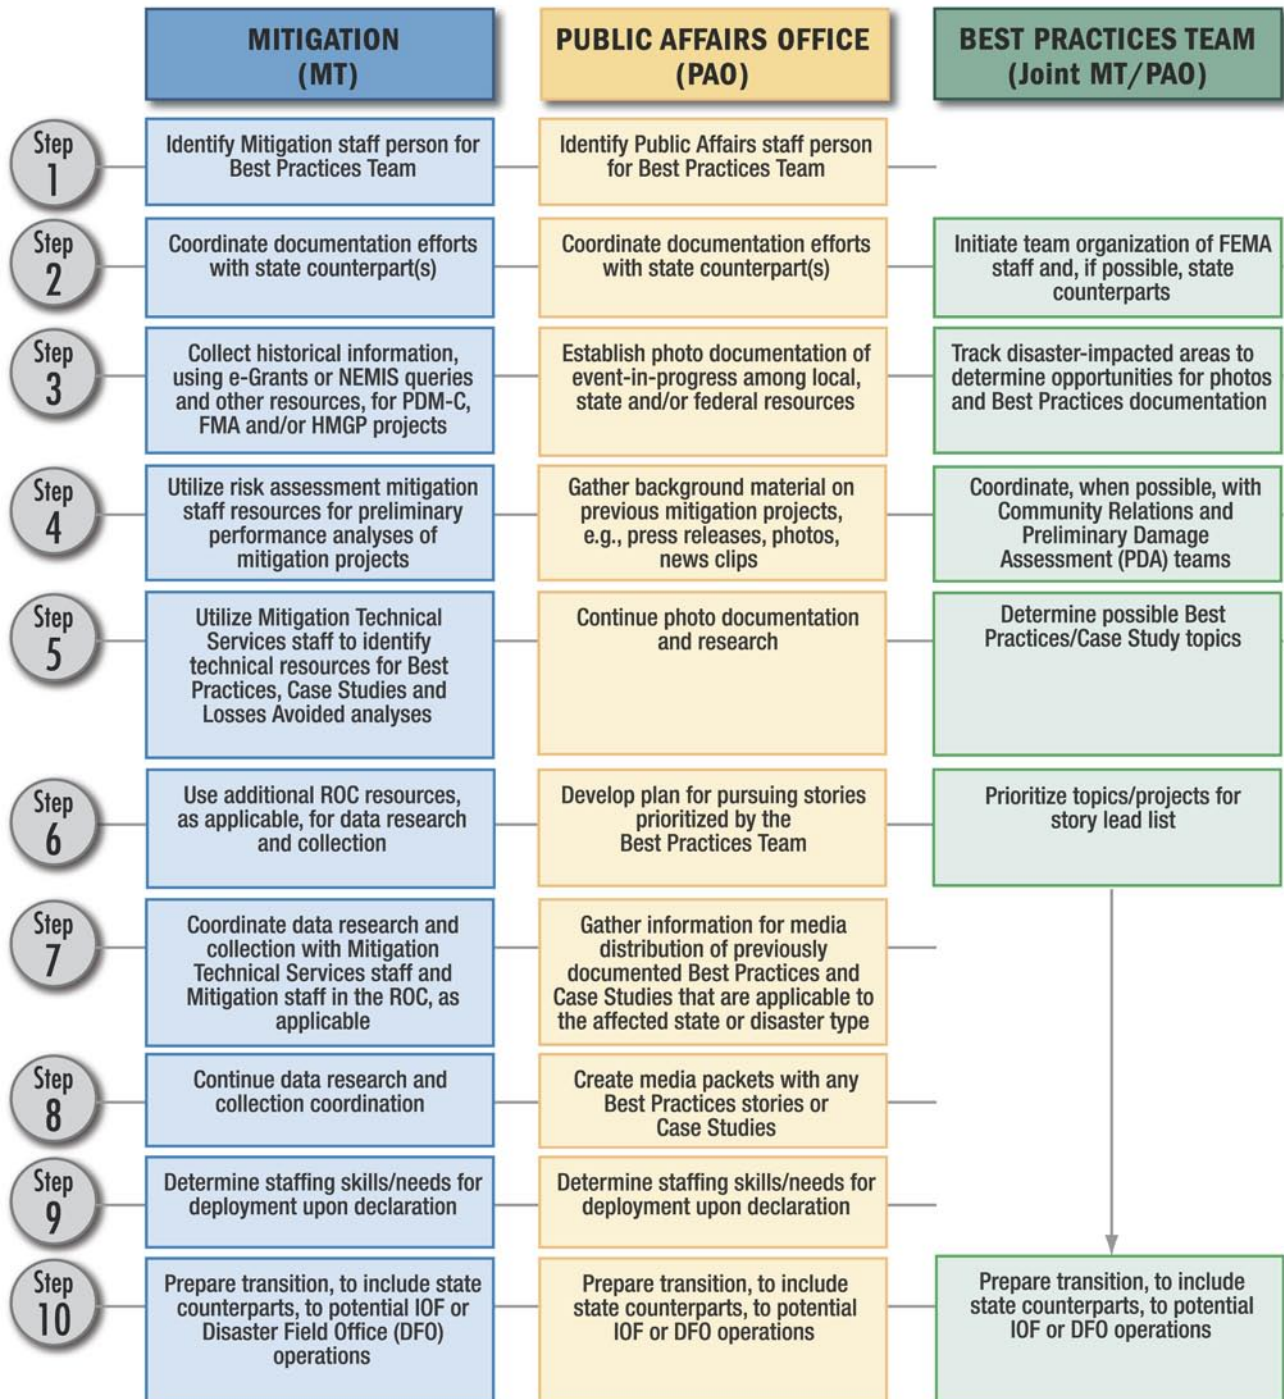 MITIGATION
(MT)
PUBLIC AFFAIRS OFFICE
(PAO)
BEST PRACTICES TEAM
(Joint MT/PAO)
Step
1
Identify Mitigation staff person for
Best Practices Team
Identify Public Affairs staff person
for Best Practices Team
Step
2
Coordinate documentation efforts
with state counterpart(s)
Coordinate documentation efforts
with state counterpart(s)
Initiate team organization of FEMA
staff and, if possible, state
counterparts
Step
3
Collect historical information,
using e-Grants or NEMIS queries
and other resources, for PDM-C,
FMA and/or HMGP projects
Establish photo documentation of
event-in-progress among local,
state and/or federal resources
Track disaster-impacted areas to
determine opportunities for photos
and Best Practices documentation
Step
4
Utilize risk assessment mitigation
staff resources for preliminary
performance analyses of
mitigation projects
Gather background material on
previous mitigation projects,
e.g., press releases, photos,
news clips
Coordinate, when possible, with
Community Relations and
Preliminary Damage
Assessment (PDA) teams
Step
5
Utilize Mitigation Technical
Services staff to identify
technical resources for Best
Practices, Case Studies and
Losses Avoided analyses
Continue photo documentation
and research
Determine possible Best
Practices/Case Study topics
Step
6
Use additional ROC resources,
as applicable, for data research
and collection
Develop plan for pursuing stories
prioritized by the
Best Practices Team
Prioritize topics/projects for
story lead list
Step
7
Coordinate data research and
collection with Mitigation
Technical Services staff and
Mitigation staff in the ROC, as
applicable
Gather information for media
distribution of previously
documented Best Practices and
Case Studies that are applicable to
the affected state or disaster type
Step
8
Continue data research and
collection coordination
Create media packets with any
Best Practices stories or
Case Studies
Step
9
Determine staffing skills/needs for
deployment upon declaration
Determine staffing skills/needs for
deployment upon declaration
Step
10
Prepare transition, to include state
counterparts, to potential IOF or
Disaster Field Office (DFO)
operations
Prepare transition, to include
state counterparts, to potential
IOF or DFO operations
Prepare transition, to include
state counterparts, to potential
IOF or DFO operations